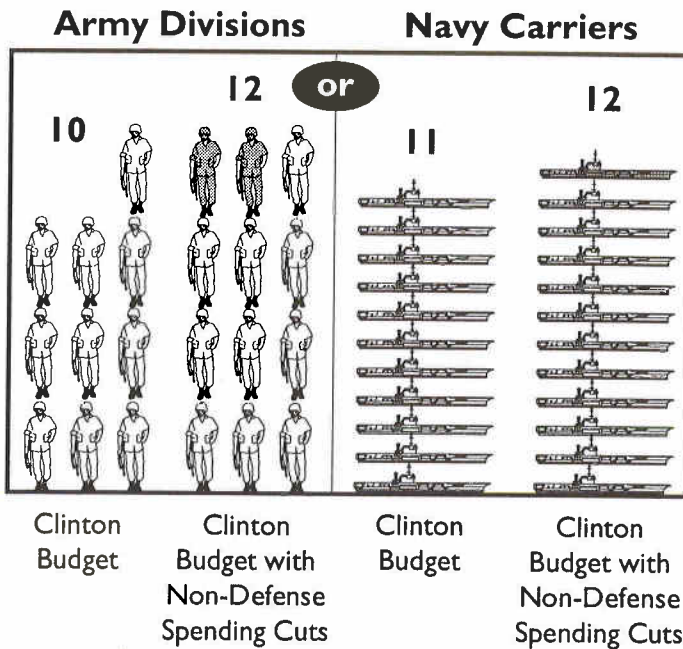 Army Divisions
Navy Carriers
or
10
12
11
12
Clinton
Budget
Clinton
Budget with
Non-Defense
Spending Cuts
Clinton
Budget
Clinton
Budget with
Non-Defense
Spending Cuts